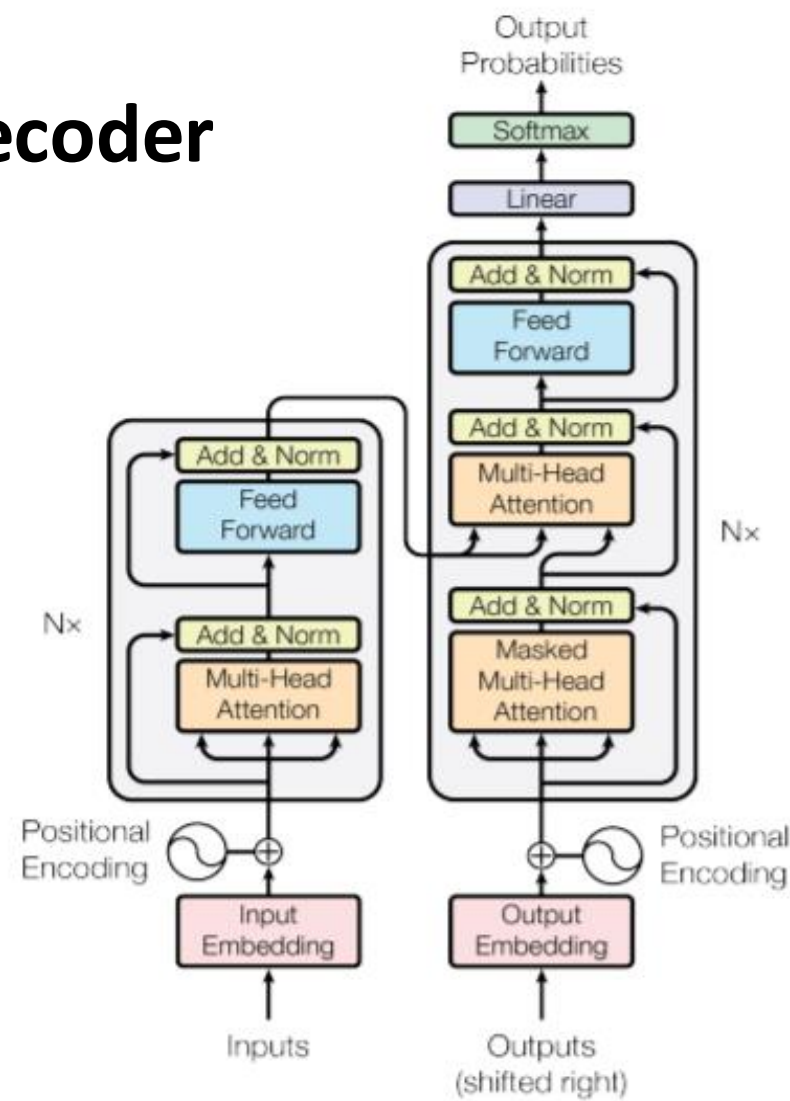 ecoder
Output
Probabilities
Softmax
Linear
Add & Norm
Feed
Forward
Add & Norm
Multi-Head
Attention
Nx
Add & Norm
Masked
Multi-Head
Attention
Add & Norm
Feed
Forward
Nx
Add & Norm
Multi-Head
Attention
Positional
Encoding
Positional
Encoding
Input
Embedding
Output
Embedding
Inputs
Outputs
(shifted right)